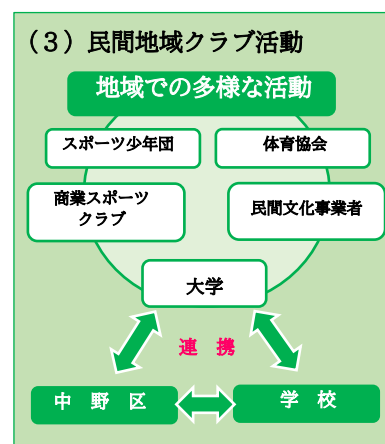 （３）民間地域クラブ活動
地域での多様な活動
スポーツ少年団
体育協会
商業スポーツ
クラブ
民間文化事業者
大学
連 携
中 野 区
学 校